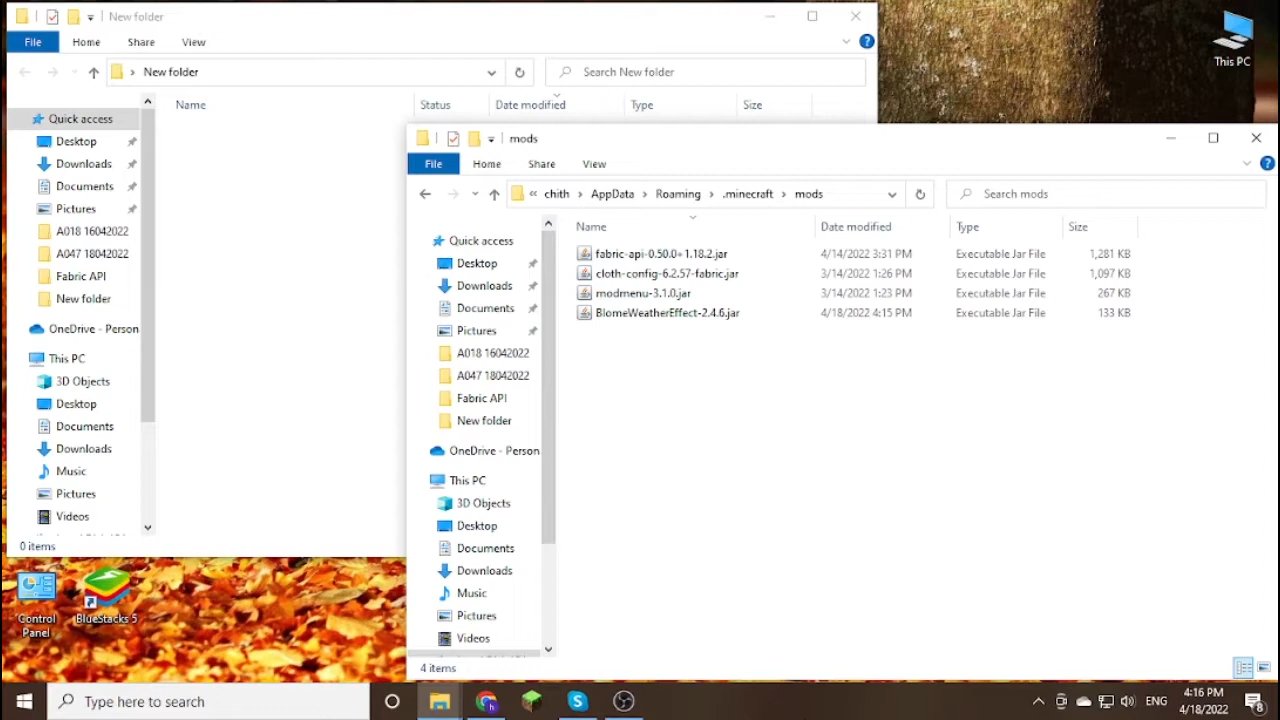 New folder
File Home Share View
New folder
Search New folder
Name Status Date modified Type Size
Quick access
Desktop
Downloads
Documents
Pictures
A018 16042022
A047 18042022
Fabric API
New folder
OneDrive - Person
This PC
3D Objects
Desktop
Documents
Downloads
Music
Pictures
Videos
0 items
mods
File Home Share View
« chith > AppData > Roaming > .minecraft > mods
Search mods
Name Date modified Type Size
fabric-api-0.50.0+1.18.2.jar 4/14/2022 3:31 PM Executable Jar File 1,281 KB
cloth-config-6.2.57-fabric.jar 3/14/2022 1:26 PM Executable Jar File 1,097 KB
modmenu-3.1.0.jar 3/14/2022 1:23 PM Executable Jar File 267 KB
BiomeWeatherEffect-2.4.6.jar 4/18/2022 4:15 PM Executable Jar File 133 KB
Quick access
Desktop
Downloads
Documents
Pictures
A018 16042022
A047 18042022
Fabric API
New folder
OneDrive - Person
This PC
3D Objects
Desktop
Documents
Downloads
Music
Pictures
Videos
4 items
This PC
Control
Panel
BlueStacks 5
Type here to search
ENG
4:16 PM
4/18/2022
8